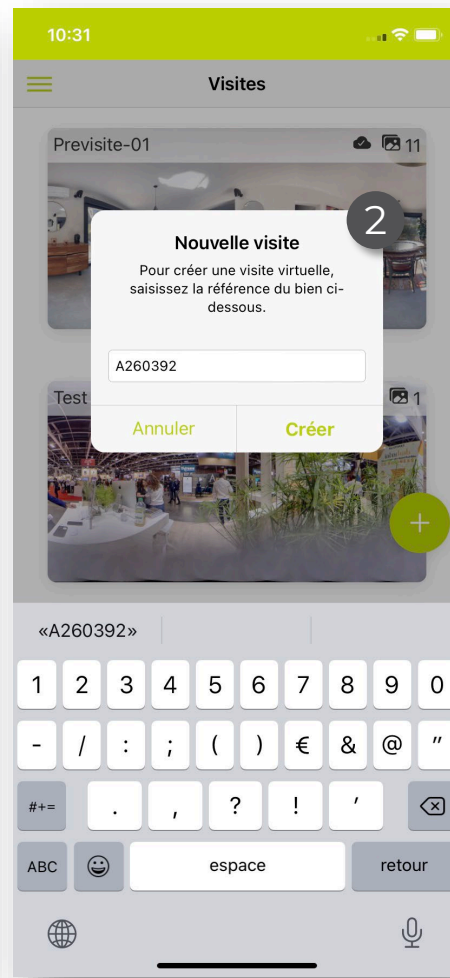 10:31
Visites
Previsite-01
11
2
Nouvelle visite
Pour créer une visite virtuelle,
saisissez la référence du bien ci-
dessous.
A260392
Test
1
Annuler
Créer
+
«A260392»
1 2 3 4 5 6 7 8 9 0
- / : ; ( ) € & @ "
#+= . , ? ! ’
ABC espace retour